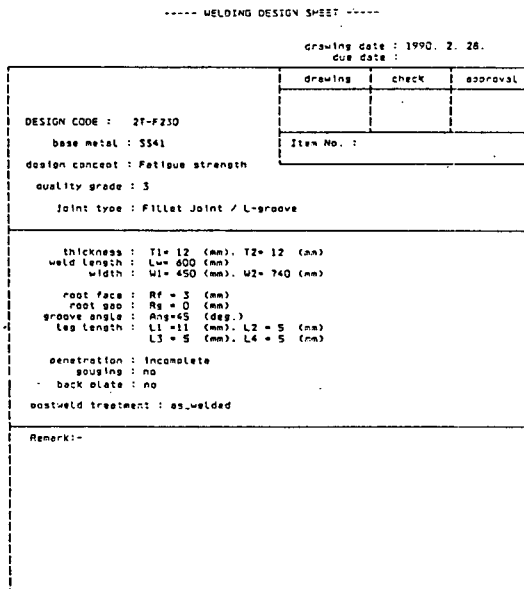 ----- WELDING DESIGN SHEET -----
drawing date : 1990. 2. 28.
due date :
drawing check approval
DESIGN CODE : 2T-F230
base metal : SS41
Item No. :
design concept : Fatigue strength
quality grade : 3
joint type : Fillet Joint / L-groove
thickness : T1= 12 (mm). T2= 12 (mm)
weld length : Lw= 600 (mm)
width : W1= 450 (mm). W2= 740 (mm)
root face : Rf = 3 (mm)
root gap : Rg = 0 (mm)
groove angle : Ang=45 (deg.)
leg length : L1 =11 (mm). L2 = 5 (mm)
L3 = 5 (mm). L4 = 5 (mm)
penetration : incomplete
gouging : no
back plate : no
postweld treatment : as_welded
Remark:-